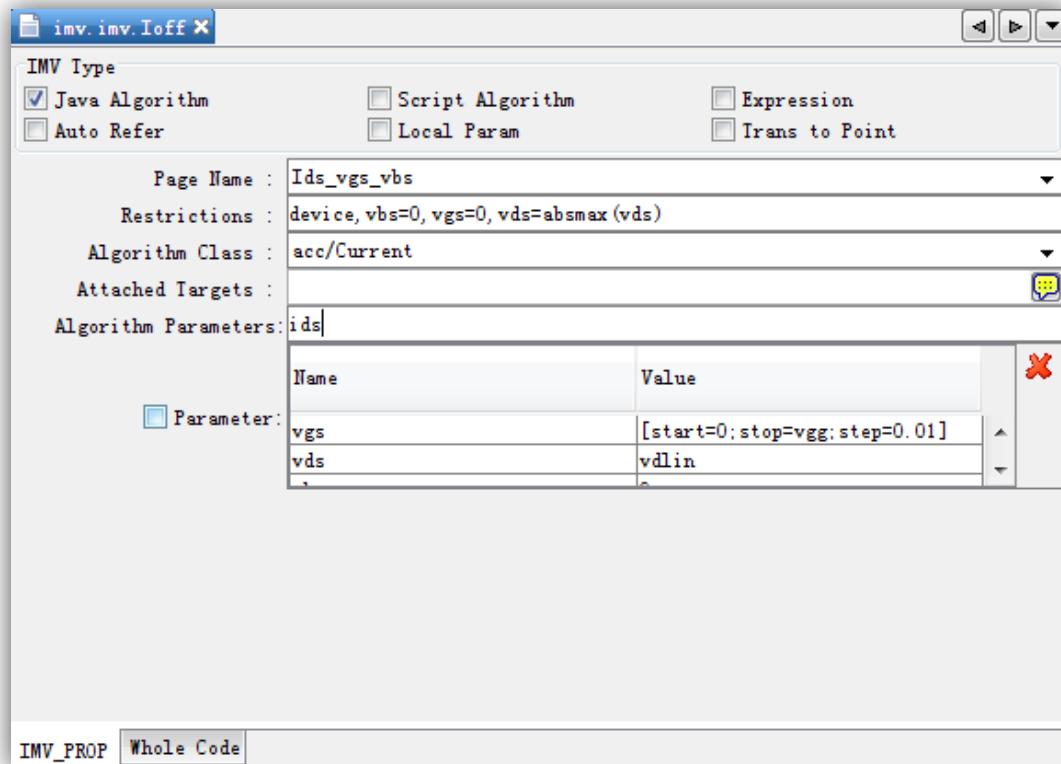 imv.imv.Ioff
IMV Type
Java Algorithm Script Algorithm Expression
Auto Refer Local Param Trans to Point
Page Name : Ids_vgs_vbs
Restrictions : device,vbs=0,vgs=0,vds=absmax(vds)
Algorithm Class : acc/Current
Attached Targets :
Algorithm Parameters: ids
Name Value
Parameter:
vgs [start=0;stop=vgg;step=0.01]
vds vdlin
IMV_PROP Whole Code